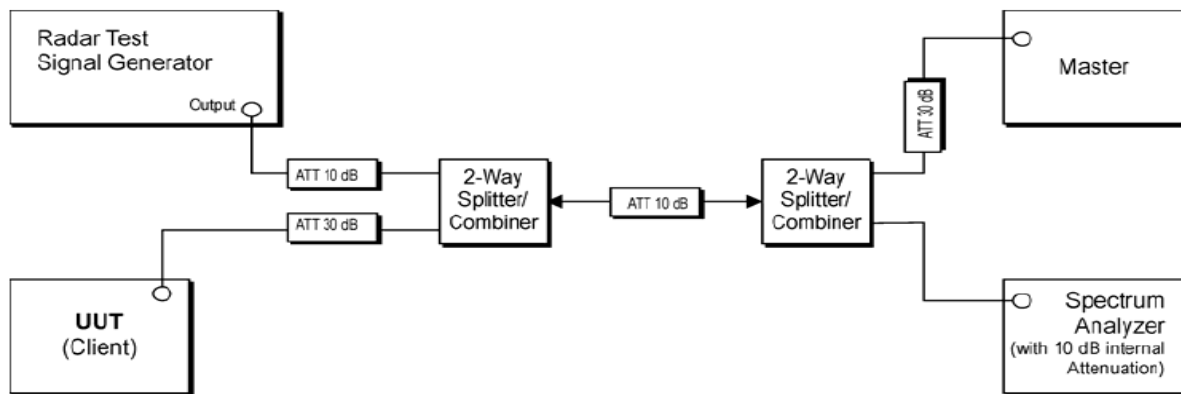 Radar Test
Signal Generator
Output
ATT 10 dB
ATT 30 dB
UUT
(Client)
2-Way
Splitter/
Combiner
ATT 10 dB
2-Way
Splitter/
Combiner
ATT 30 dB
Master
Spectrum
Analyzer
(with 10 dB internal
Attenuation)